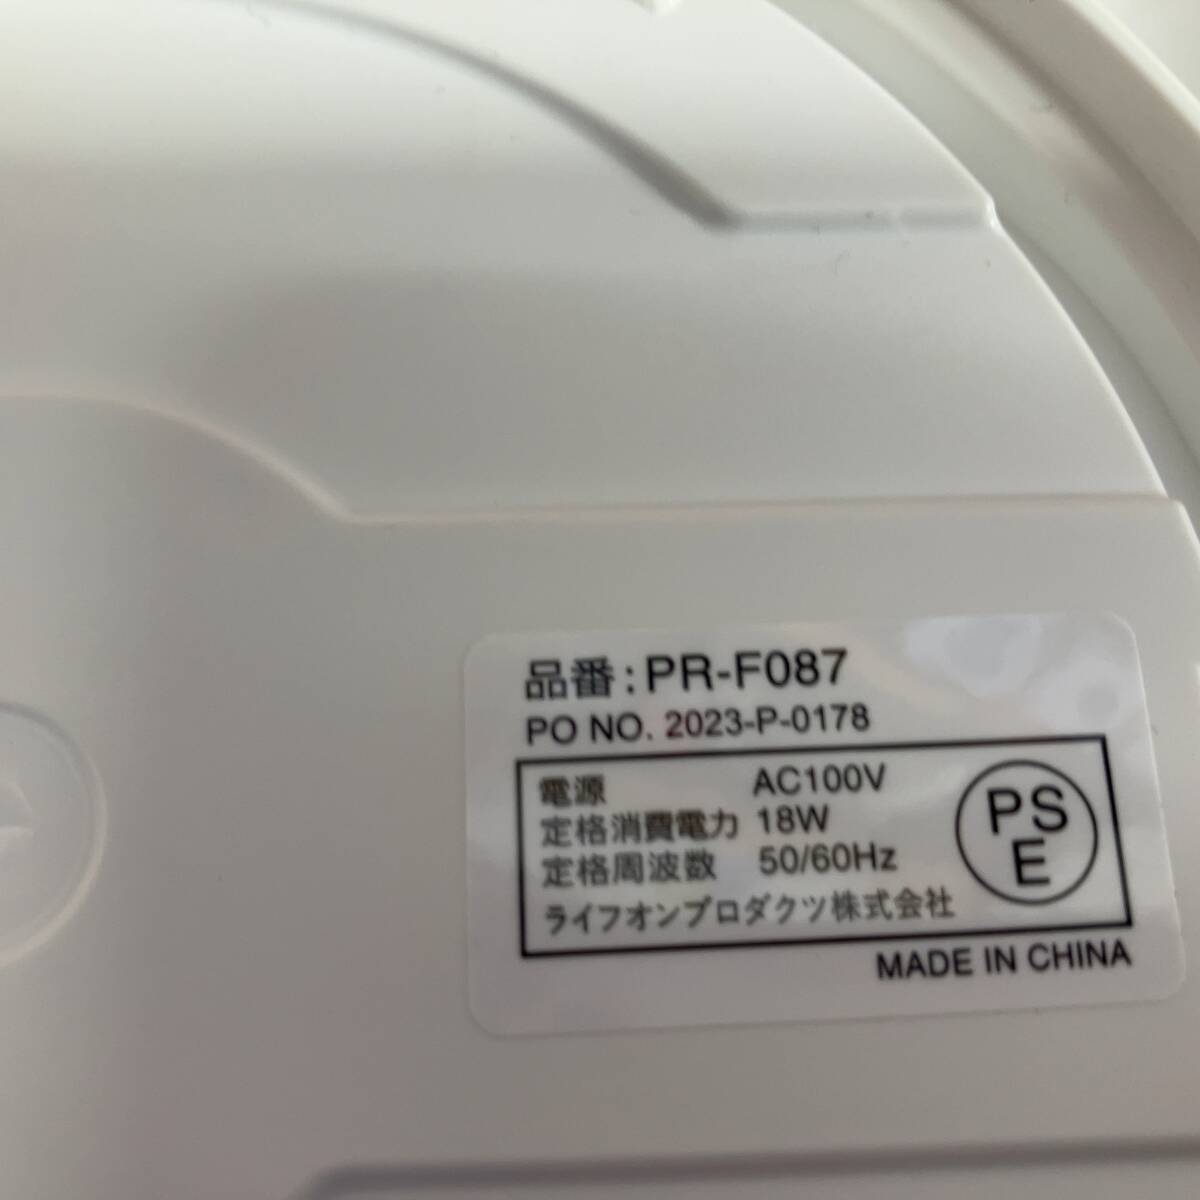 品番:PR-F087
PO NO. 2023-P-0178
電源 AC100V
定格消費電力 18W
定格周波数 50/60Hz
ライフオンプロダクツ株式会社
PS
E
MADE IN CHINA